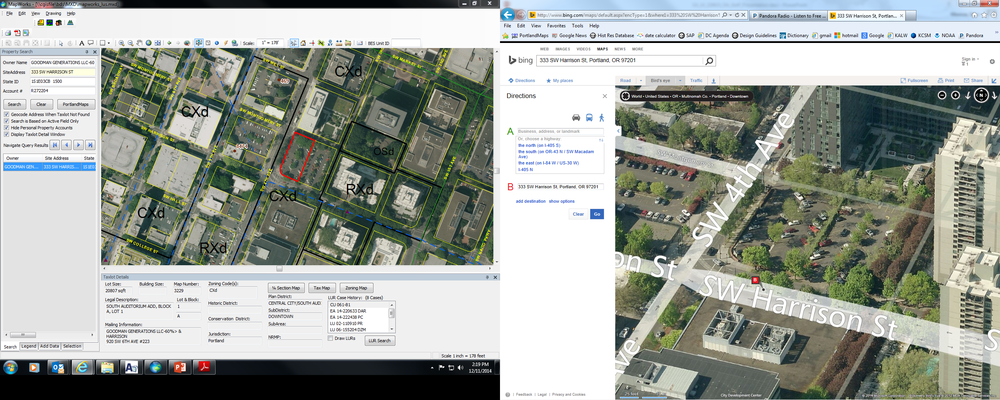 MapWorks - [\\cgisfile\bds\MXD\mapworks_lus.mxd]
File Edit View Drawing Help
Scale: 1" = 178' BES Unit ID
Property Search
Owner Name GOODMAN GENERATIONS LLC-60
SiteAddress 333 SW HARRISON ST
State ID 1S1E03CB 1500
Account # R272204
Search Clear PortlandMaps
Geocode Address When Taxlot Not Found
Search is Based on Active Field Only
Hide Personal Property Accounts
Display Taxlot Detail Window
Navigate Query Results
Owner Site Address State
GOODMAN GEN... 333 SW HARRIS... 1S1E03
Search Legend Add Data Selection
SW MILL ST
SW 3RD
SW MARKET ST
SW 2ND AVE
SW BROADWAY
SW MONTGOMERY ST
SW 6TH AVE
469
CXd
CXd
SW MONTGOMERY ST
SW HARRISON ST
8474
SW 5TH AVE
OSd
SW 1ST AVE
SW 4TH AVE
CXd
RXd
SW HALL ST
CXd
SW COLLEGE ST
RXd
SW NAITO PKWY
Taxlot Details
Lot Size:
20807 sqft
Building Size:
Map Number:
3229
Legal Description:
SOUTH AUDITORIUM ADD, BLOCK
A, LOT 1
Lot & Block:
1
A
Mailing Information:
GOODMAN GENERATIONS LLC-60%> &
HARRISON
920 SW 6TH AVE #223
Zoning Code(s):
CXd
Historic District:
Conservation District:
Jurisdiction:
Portland
¼ Section Map Tax Map Zoning Map
Plan District:
CENTRAL CITY/SOUTH AUDI
SubDistrict:
DOWNTOWN
SubArea:
NRMP:
LUR Case History: (8 Cases)
CU 061-81
EA 14-220633 DAR
EA 14-222438 PC
LU 02-110910 PR
LU 06-155204 DZM
Draw LURs LUR Search
Scale 1 inch = 178 feet
2:19 PM
12/11/2014
http://www.bing.com/maps/default.aspx?encType=1&where1=333%20SW%20Harrison%
Pandora Radio - Listen to Free ...
333 SW Harrison St, Portlan...
File Edit View Favorites Tools Help
cgis pdx PortlandMaps Google News Hist Res Database date calculator SAP DC Agenda Design Guidelines Dictionary gmail hotmail Google KALW KCSM NOAA Pandora
WEB IMAGES VIDEOS MAPS NEWS MORE
bing 333 SW Harrison St, Portland, OR 97201
Sign in
1
Directions My places
Road Bird's eye Traffic
Fullscreen Print Share
Directions
World • United States • OR • Multnomah Co. • Portland • Downtown
N
A Business, address, or landmark
Or, choose a highway:
the north (on I-405 S)
the south (on OR-43 N / SW Macadam
Ave)
the east (on I-84 W / US-30 W)
I-405 N
B 333 SW Harrison St, Portland, OR 97201
add destination show options
Clear Go
SW Montgomery St
SW 4th Ave
on St
B
SW Harrison St
S
Ave
Feedback | Legal | Privacy and Cookies
25 feet 10 m
City Development Center
© 2014 Microsoft Corporation Pictometry Bird's Eye © 2012 MDA Geospatial Services Inc.